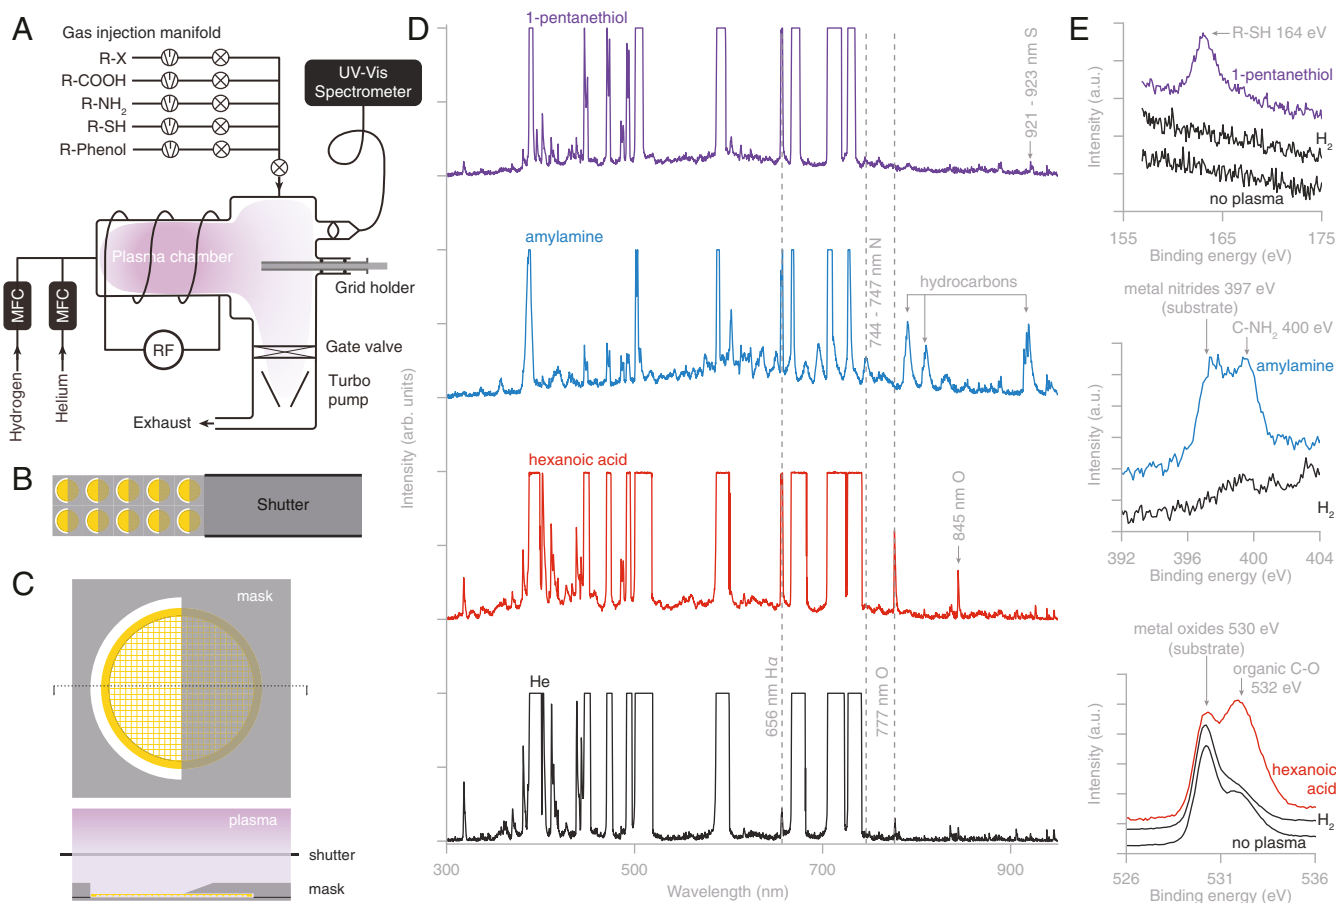 A
Gas injection manifold
R-X
R-COOH
R-NH2
R-SH
R-Phenol
UV-Vis
Spectrometer
Plasma chamber
Grid holder
MFC
MFC
RF
Gate valve
Turbo
pump
Exhaust
Hydrogen
Helium
B
Shutter
C
mask
plasma
shutter
mask
D
1-pentanethiol
921 - 923 nm S
amylamine
744 - 747 nm N
hydrocarbons
hexanoic acid
845 nm O
He
656 nm Hα
777 nm O
Intensity (arb. units)
300
500
700
900
Wavelength (nm)
E
R-SH 164 eV
1-pentanethiol
H2
no plasma
Intensity (a.u.)
155
165
175
Binding energy (eV)
metal nitrides 397 eV
(substrate)
C-NH2 400 eV
amylamine
H2
Intensity (a.u.)
392
396
400
404
Binding energy (eV)
metal oxides 530 eV
(substrate)
organic C-O
532 eV
hexanoic
acid
H2
no plasma
Intensity (a.u.)
526
531
536
Binding energy (eV)